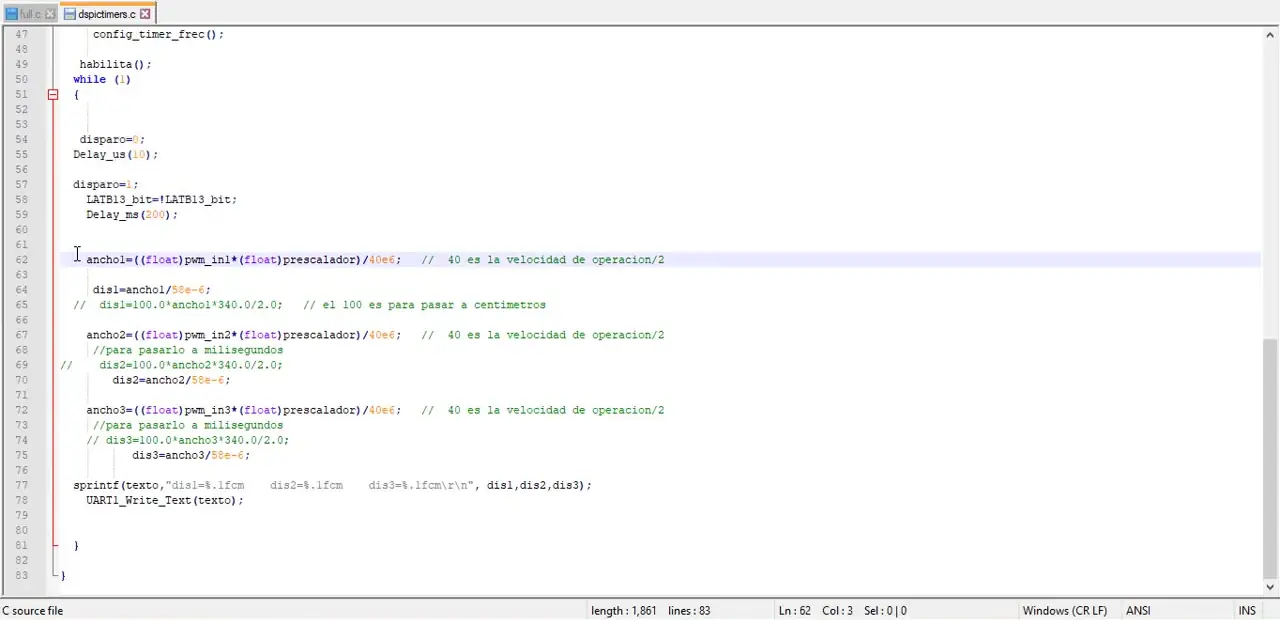 full.c dspictimers.c
47 config_timer_frec();
48
49 habilita();
50 while (1)
51 {
52
53
54 disparo=0;
55 Delay_us(10);
56
57 disparo=1;
58 LATB13_bit=!LATB13_bit;
59 Delay_ms(200);
60
61
62 ancho1=((float)pwm_in1*(float)prescalador)/40e6; // 40 es la velocidad de operacion/2
63
64 dis1=ancho1/58e-6;
65 // dis1=100.0*ancho1*340.0/2.0; // el 100 es para pasar a centimetros
66
67 ancho2=((float)pwm_in2*(float)prescalador)/40e6; // 40 es la velocidad de operacion/2
68 //para pasarlo a milisegundos
69 // dis2=100.0*ancho2*340.0/2.0;
70 dis2=ancho2/58e-6;
71
72 ancho3=((float)pwm_in3*(float)prescalador)/40e6; // 40 es la velocidad de operacion/2
73 //para pasarlo a milisegundos
74 // dis3=100.0*ancho3*340.0/2.0;
75 dis3=ancho3/58e-6;
76
77 sprintf(texto,"dis1=%.1fcm dis2=%.1fcm dis3=%.1fcm\r\n", dis1,dis2,dis3);
78 UART1_Write_Text(texto);
79
80
81 }
82
83 }
C source file length : 1,861 lines : 83 Ln : 62 Col : 3 Sel : 0 | 0 Windows (CR LF) ANSI INS